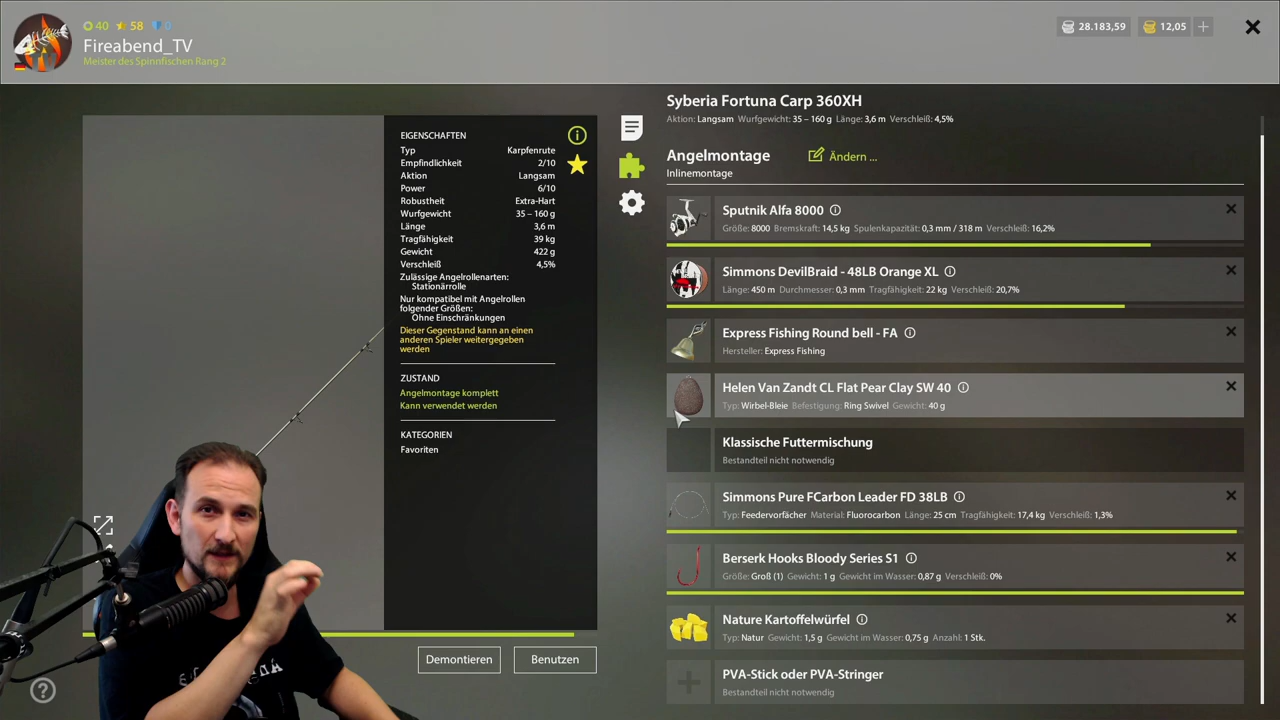 40 58 0
Fireabend_TV
Meister des Spinnfischen Rang 2
28.183,59 12,05
EIGENSCHAFTEN
Typ Karpfenrute
Empfindlichkeit 2/10
Aktion Langsam
Power 6/10
Robustheit Extra-Hart
Wurfgewicht 35 – 160 g
Länge 3,6 m
Tragfähigkeit 39 kg
Gewicht 422 g
Verschleiß 4,5%
Zulässige Angelrollenarten:
Stationärrolle
Nur kompatibel mit Angelrollen
folgender Größen:
Ohne Einschränkungen
Dieser Gegenstand kann an einen
anderen Spieler weitergegeben
werden
ZUSTAND
Angelmontage komplett
Kann verwendet werden
KATEGORIEN
Favoriten
Demontieren Benutzen
Syberia Fortuna Carp 360XH
Aktion: Langsam Wurfgewicht: 35 – 160 g Länge: 3,6 m Verschleiß: 4,5%
Angelmontage Ändern ...
Inlinemontage
Sputnik Alfa 8000
Größe: 8000 Bremskraft: 14,5 kg Spulenkapazität: 0,3 mm / 318 m Verschleiß: 16,2%
Simmons DevilBraid - 48LB Orange XL
Länge: 450 m Durchmesser: 0,3 mm Tragfähigkeit: 22 kg Verschleiß: 20,7%
Express Fishing Round bell - FA
Hersteller: Express Fishing
Helen Van Zandt CL Flat Pear Clay SW 40
Typ: Wirbel-Bleie Befestigung: Ring Swivel Gewicht: 40 g
Klassische Futtermischung
Bestandteil nicht notwendig
Simmons Pure FCarbon Leader FD 38LB
Typ: Feedervorfächer Material: Fluorocarbon Länge: 25 cm Tragfähigkeit: 17,4 kg Verschleiß: 1,3%
Berserk Hooks Bloody Series S1
Größe: Groß (1) Gewicht: 1 g Gewicht im Wasser: 0,87 g Verschleiß: 0%
Nature Kartoffelwürfel
Typ: Natur Gewicht: 1,5 g Gewicht im Wasser: 0,75 g Anzahl: 1 Stk.
PVA-Stick oder PVA-Stringer
Bestandteil nicht notwendig